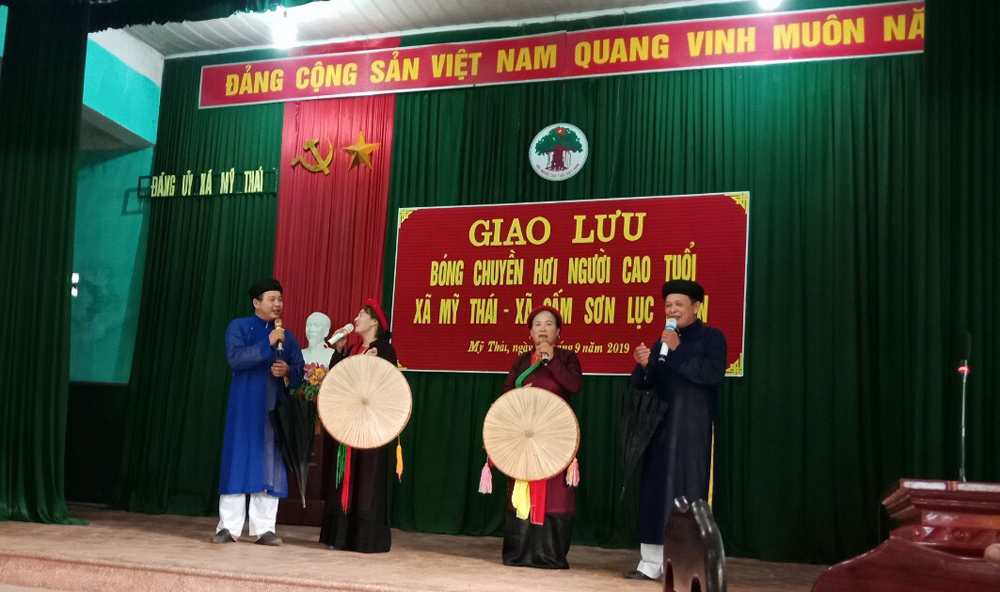 ĐẢNG CỘNG SẢN VIỆT NAM QUANG VINH MUÔN NĂ
ĐẢNG ỦY XÃ MỸ THÁI
GIAO LƯU
BÓNG CHUYỀN HƠI NGƯỜI CAO TUỔI
XÃ MỸ THÁI - XÃ CẤM SƠN LỤC
Mỹ Thái, ngày 9 năm 2019